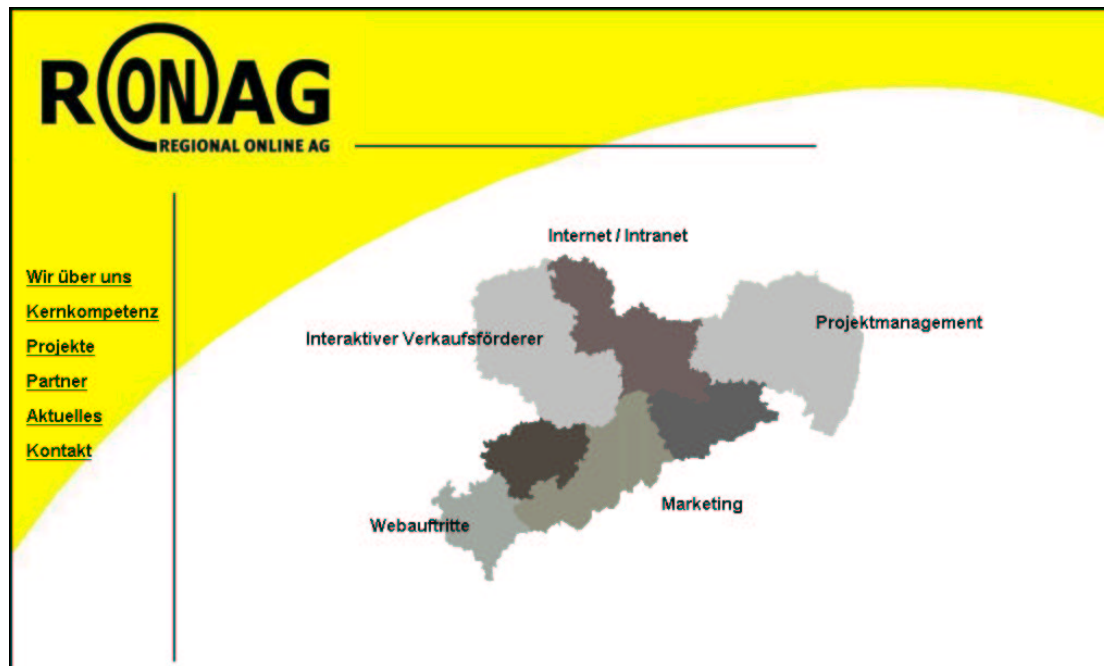 RONAG
REGIONAL ONLINE AG
Wir über uns
Kernkompetenz
Projekte
Partner
Aktuelles
Kontakt
Internet / Intranet
Interaktiver Verkaufsförderer
Projektmanagement
Marketing
Webauftritte